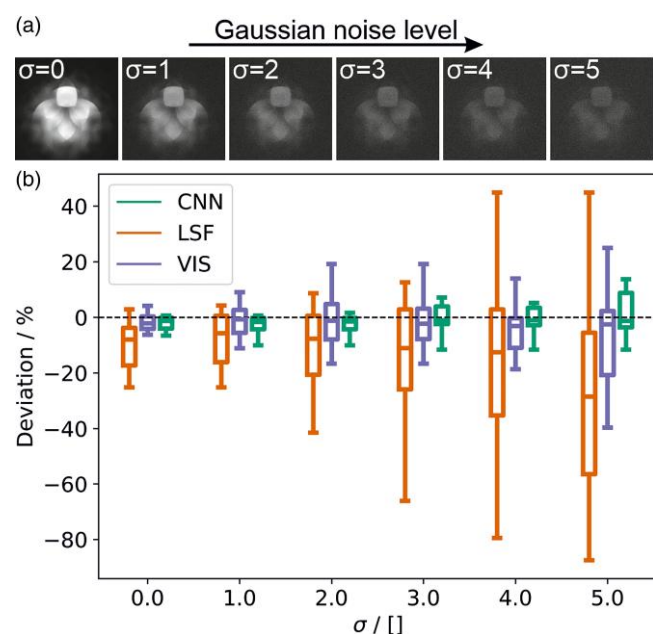 (a)
Gaussian noise level
σ=0 σ=1 σ=2 σ=3 σ=4 σ=5
(b)
CNN
LSF
VIS
40
20
0
−20
−40
−60
−80
Deviation / %
0.0 1.0 2.0 3.0 4.0 5.0
σ / []